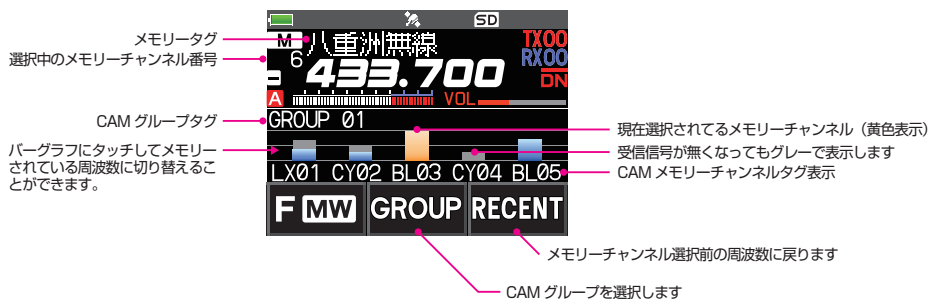 メモリータグ
選択中のメモリーチャンネル番号
CAM グループタグ
バーグラフにタッチしてメモリー
されている周波数に切り替えるこ
とができます。
SD
M
八重洲無線
TX00
6
433.700
RX00
DN
A
VOL
GROUP 01
LX01 CY02 BL03 CY04 BL05
F MW
GROUP
RECENT
現在選択されてるメモリーチャンネル（黄色表示）
受信信号が無くなってもグレーで表示します
CAM メモリーチャンネルタグ表示
メモリーチャンネル選択前の周波数に戻ります
CAM グループを選択します